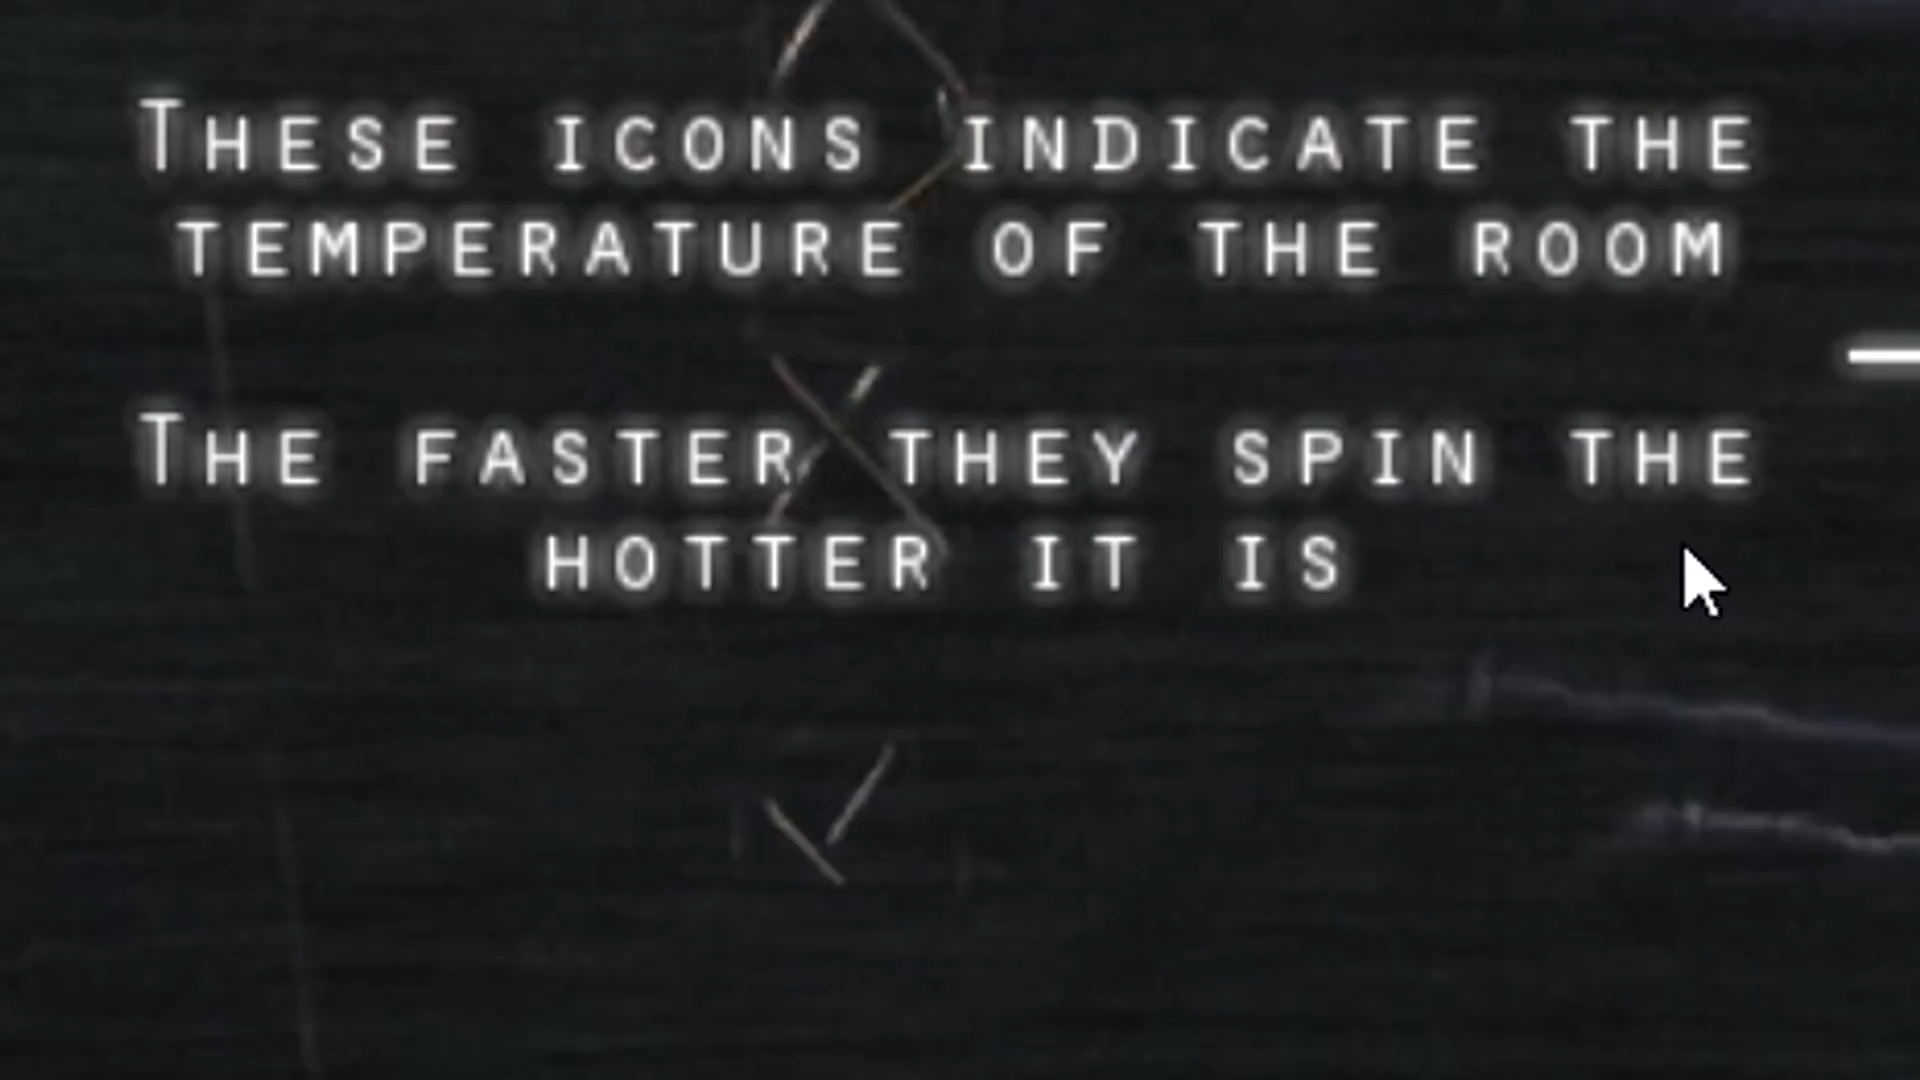 These icons indicate the
temperature of the room
The faster they spin the
hotter it is